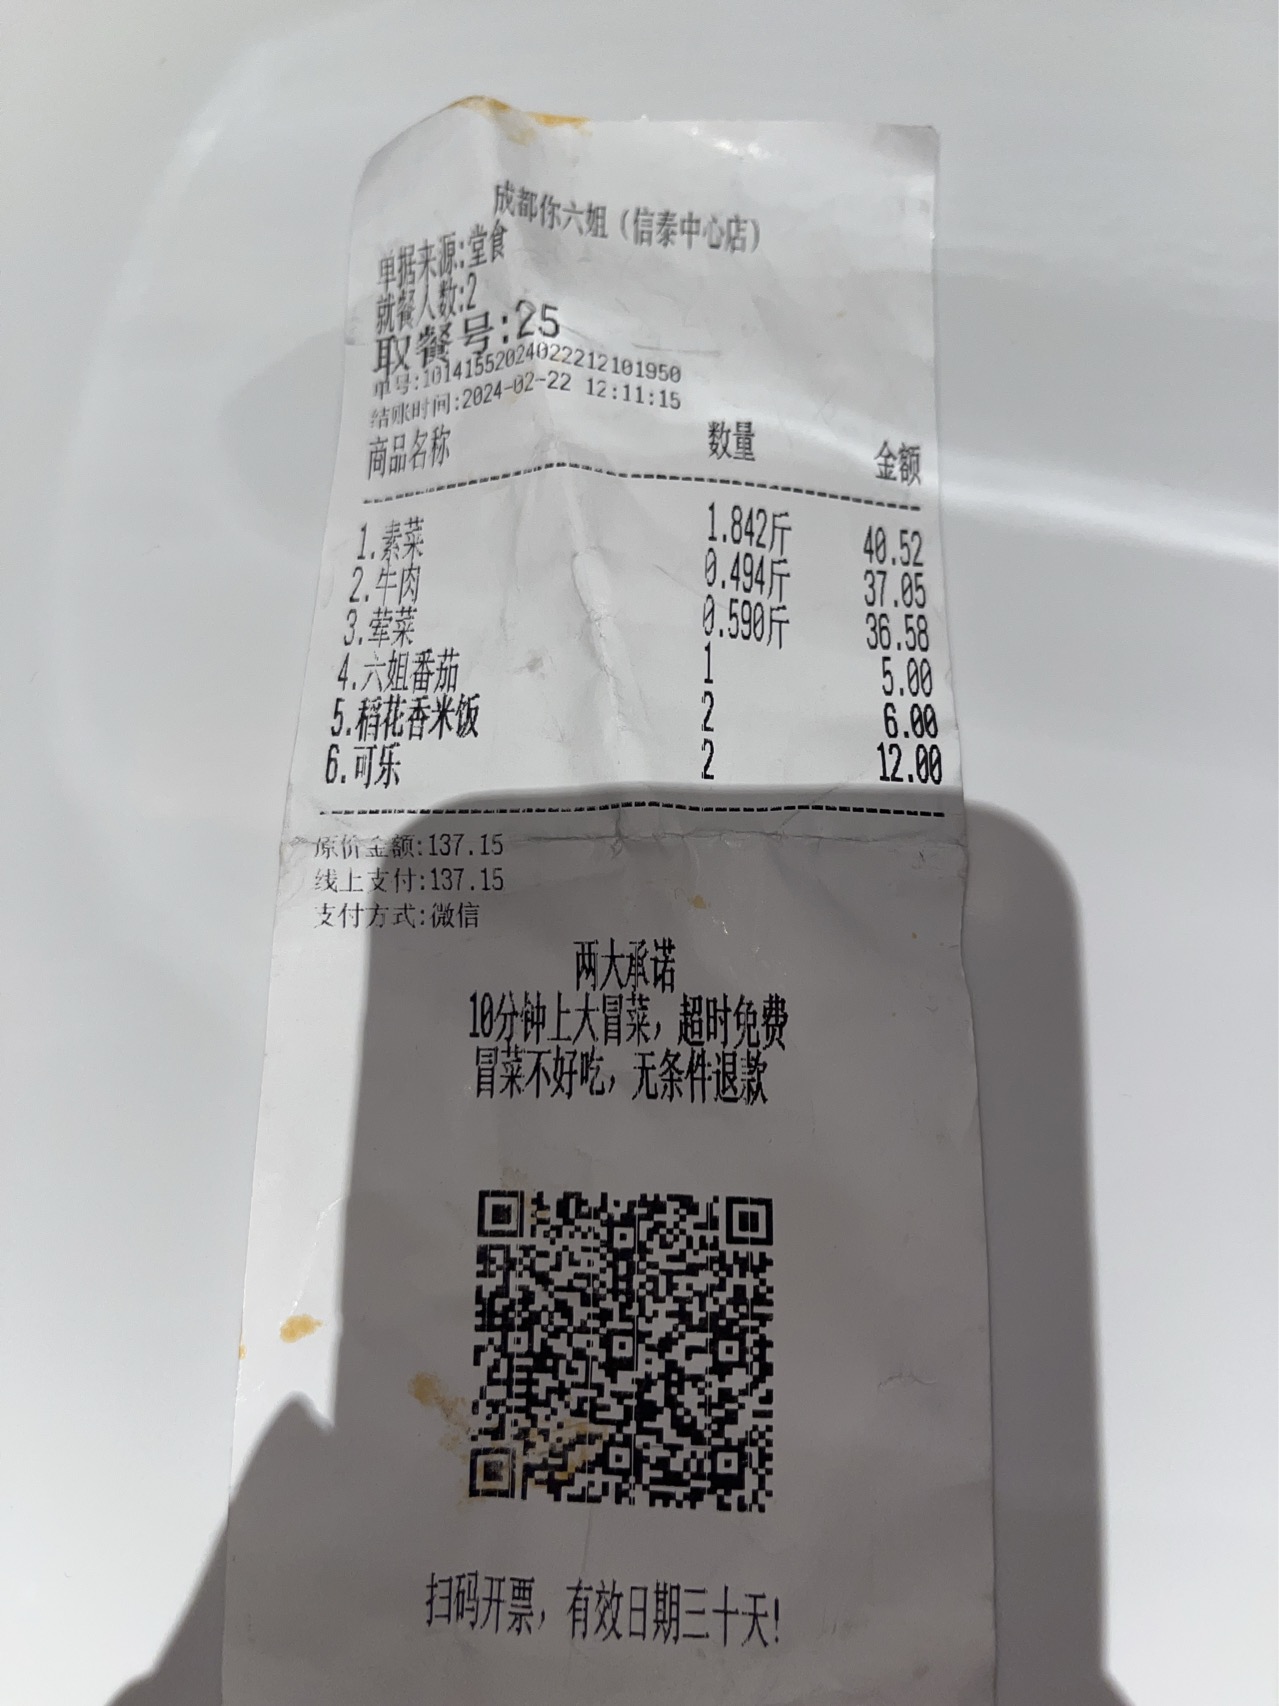 成都你六姐（信泰中心店）
单据来源:堂食
就餐人数:2
取餐号:25
单号:10141552024022212101950
结账时间:2024-02-22 12:11:15
商品名称 数量 金额
1.素菜 1.842斤 40.52
2.牛肉 0.494斤 37.05
3.荤菜 0.590斤 36.58
4.六姐番茄 1 5.00
5.稻花香米饭 2 6.00
6.可乐 2 12.00
原价金额:137.15
线上支付:137.15
支付方式:微信
两大承诺
10分钟上大冒菜，超时免费
冒菜不好吃，无条件退款
扫码开票，有效日期三十天!